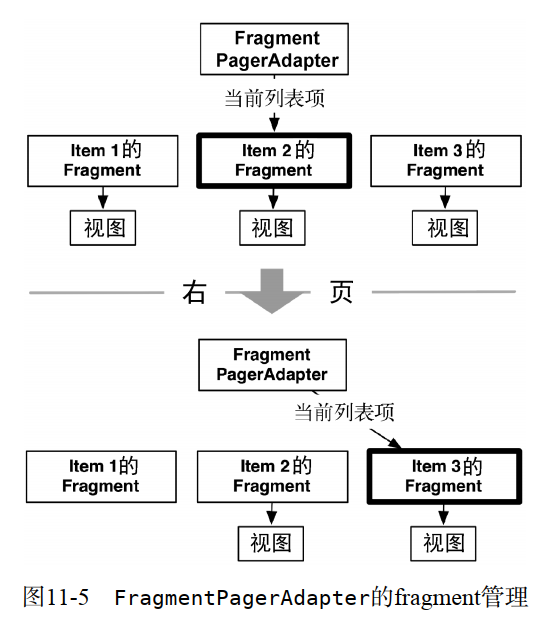 Fragment
PagerAdapter
当前列表项
Item 1的
Fragment
Item 2的
Fragment
Item 3的
Fragment
视图
视图
视图
右 页
Fragment
PagerAdapter
当前列表项
Item 1的
Fragment
Item 2的
Fragment
Item 3的
Fragment
视图
视图
图11-5 FragmentPagerAdapter的fragment管理